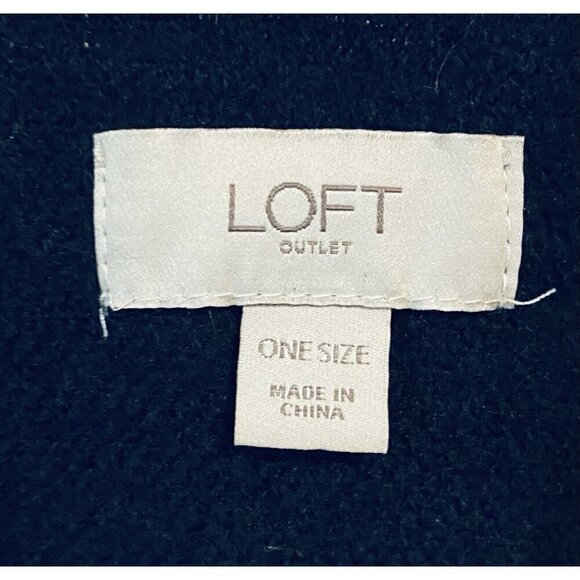 LOFT
OUTLET
ONE SIZE
MADE IN
CHINA